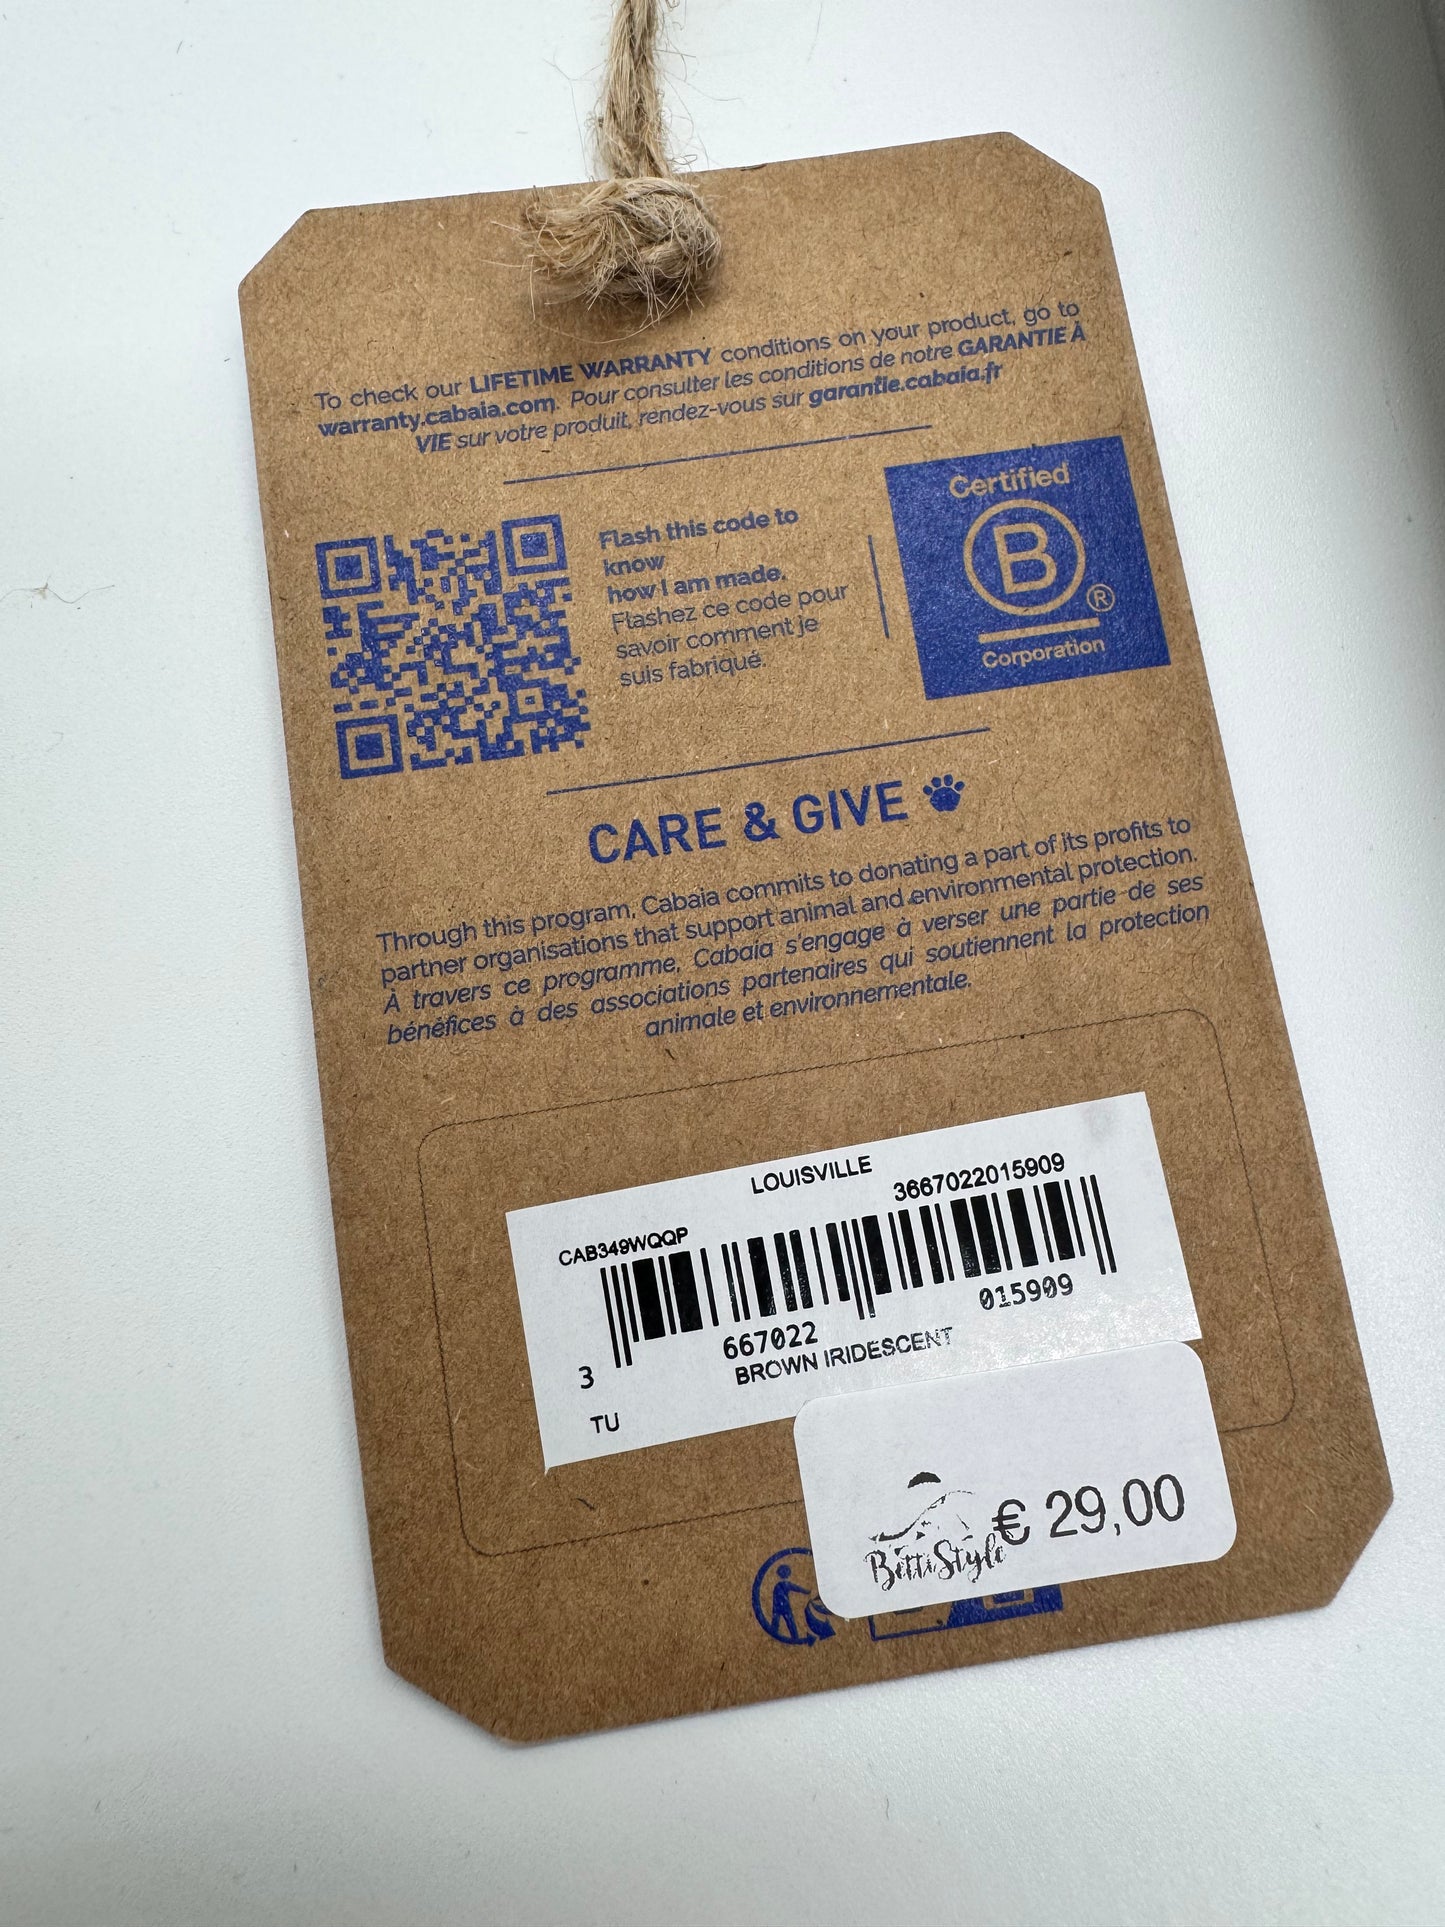 To check our LIFETIME WARRANTY conditions on your product, go to
warranty.cabaia.com. Pour consulter les conditions de notre GARANTIE À
VIE sur votre produit, rendez-vous sur garantie.cabaia.fr
Flash this code to
know
how I am made.
Flashez ce code pour
savoir comment je
suis fabriqué.
Certified
B
®
Corporation
CARE & GIVE
Through this program, Cabaia commits to donating a part of its profits to
partner organisations that support animal and environmental protection.
À travers ce programme, Cabaia s'engage à verser une partie de ses
bénéfices à des associations partenaires qui soutiennent la protection
animale et environnementale.
LOUISVILLE
CAB349WQQP
3667022015909
3 667022 015909
BROWN IRIDESCENT
TU
BettiStyle
€ 29,00